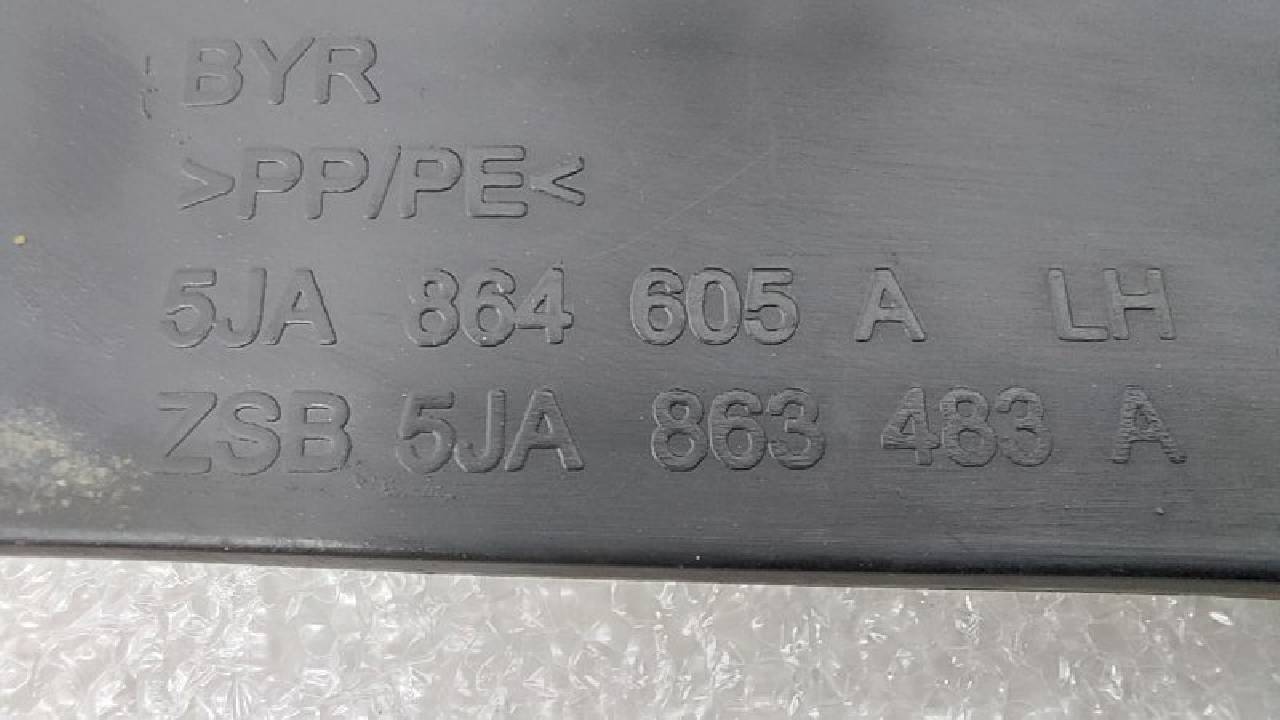 BYR
>PP/PE<
5JA 864 605 A LH
ZSB 5JA 863 483 A